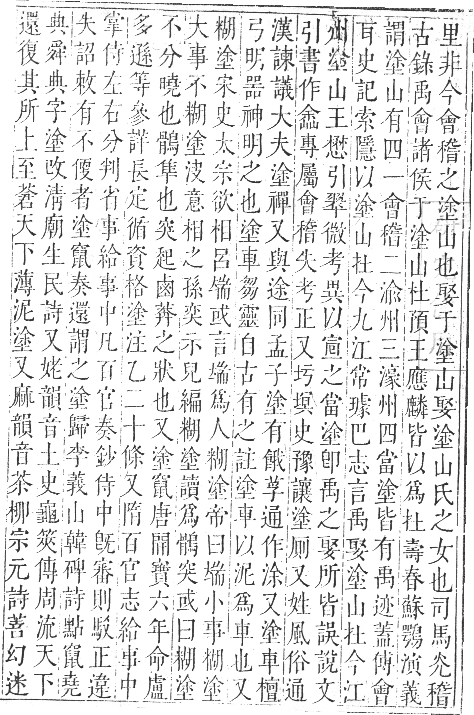 里非今會稽之塗山也娶于塗山娶塗山氏之女也司馬光稽
古錄禹會諸侯于塗山杜預王應麟皆以爲杜壽春蘇鶚演義
謂塗山有四一會稽二渝州三濠州四當塗皆有禹迹蓋傅會
耳史記索隱以塗山杜今九江常璩巴志言禹娶塗山杜今江
州塗山王懋引翠微考異以宣之當塗卽禹之娶所皆誤說文
引書作嵞專屬會稽失考正又圬墁史豫讓塗厠又姓風俗通
漢諫議大夫塗禪又與途同孟子塗有餓莩通作涂又塗車檀
弓明器神明之也塗車芻靈自古有之註塗車以泥爲車也又
糊塗宋史太宗欲相呂端或言端爲人糊塗帝曰端小事糊塗
大事不糊塗决意相之孫奕示兒編糊塗讀爲鶻突或曰糊塗
不分曉也鶻隼也突起鹵莽之狀也又塗竄唐開寶六年命盧
多遜等參詳長定循資格塗注乙二十條又隋百官志給事中
掌侍左右分判省事給事中凡百官奏鈔侍中旣審則駁正違
失詔敕有不便者塗竄奏還謂之塗歸李義山韓碑詩點竄堯
典舜典字塗改淸廟生民詩又姥韻音土史龜筴傳周流天下
還復其所上至蒼天下薄泥塗又麻韻音茶柳宗元詩善幻迷